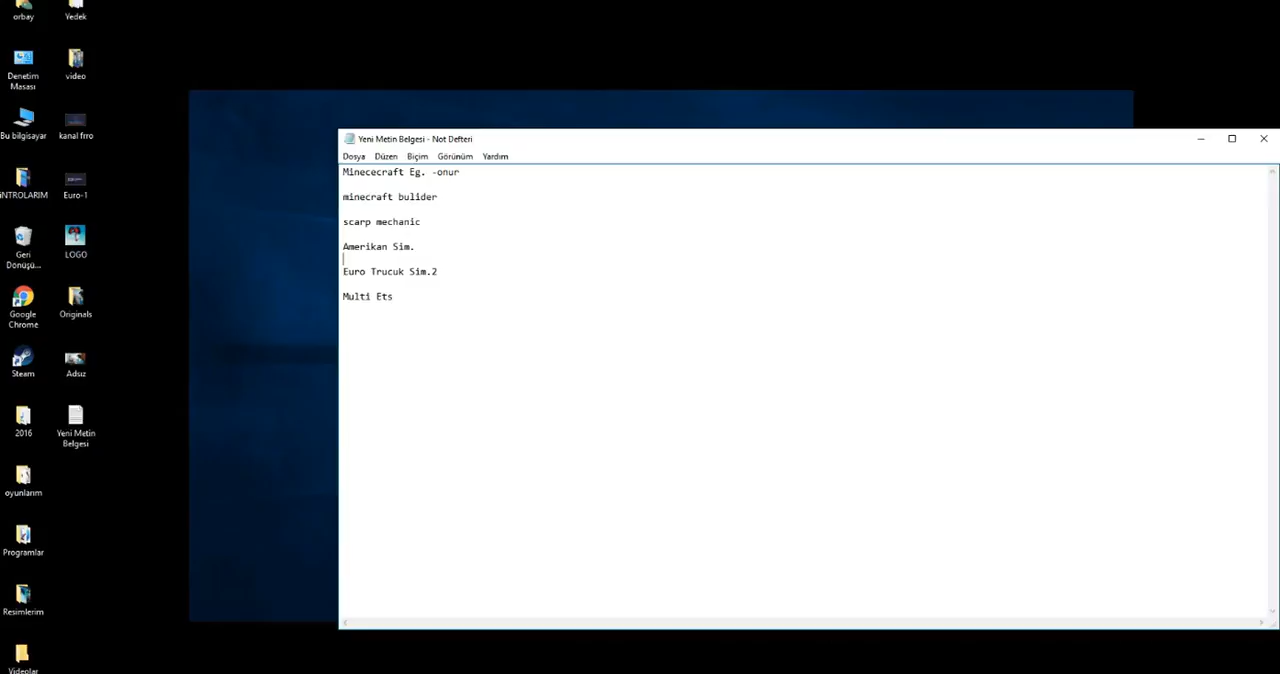 orbay
Yedek
Denetim
Masası
video
Bu bilgisayar
kanal frro
iNTROLARIM
Euro-1
Geri
Dönüşü...
LOGO
Google
Chrome
Originals
Steam
Adsız
2016
Yeni Metin
Belgesi
oyunlarım
Programlar
Resimlerim
Videolar
Yeni Metin Belgesi - Not Defteri
Dosya Düzen Biçim Görünüm Yardım
Minececraft Eg. -onur
minecraft bulider
scarp mechanic
Amerikan Sim.
Euro Trucuk Sim.2
Multi Ets